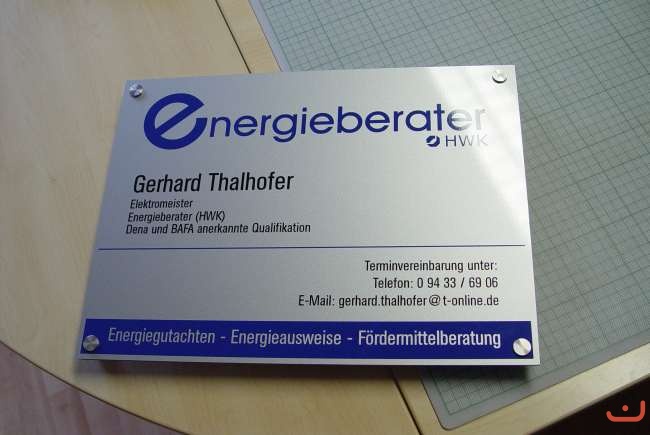 energieberater
HWK
Gerhard Thalhofer
Elektromeister
Energieberater (HWK)
Dena und BAFA anerkannte Qualifikation
Terminvereinbarung unter:
Telefon: 0 94 33 / 69 06
E-Mail: gerhard.thalhofer@t-online.de
Energiegutachten - Energieausweise - Fördermittelberatung